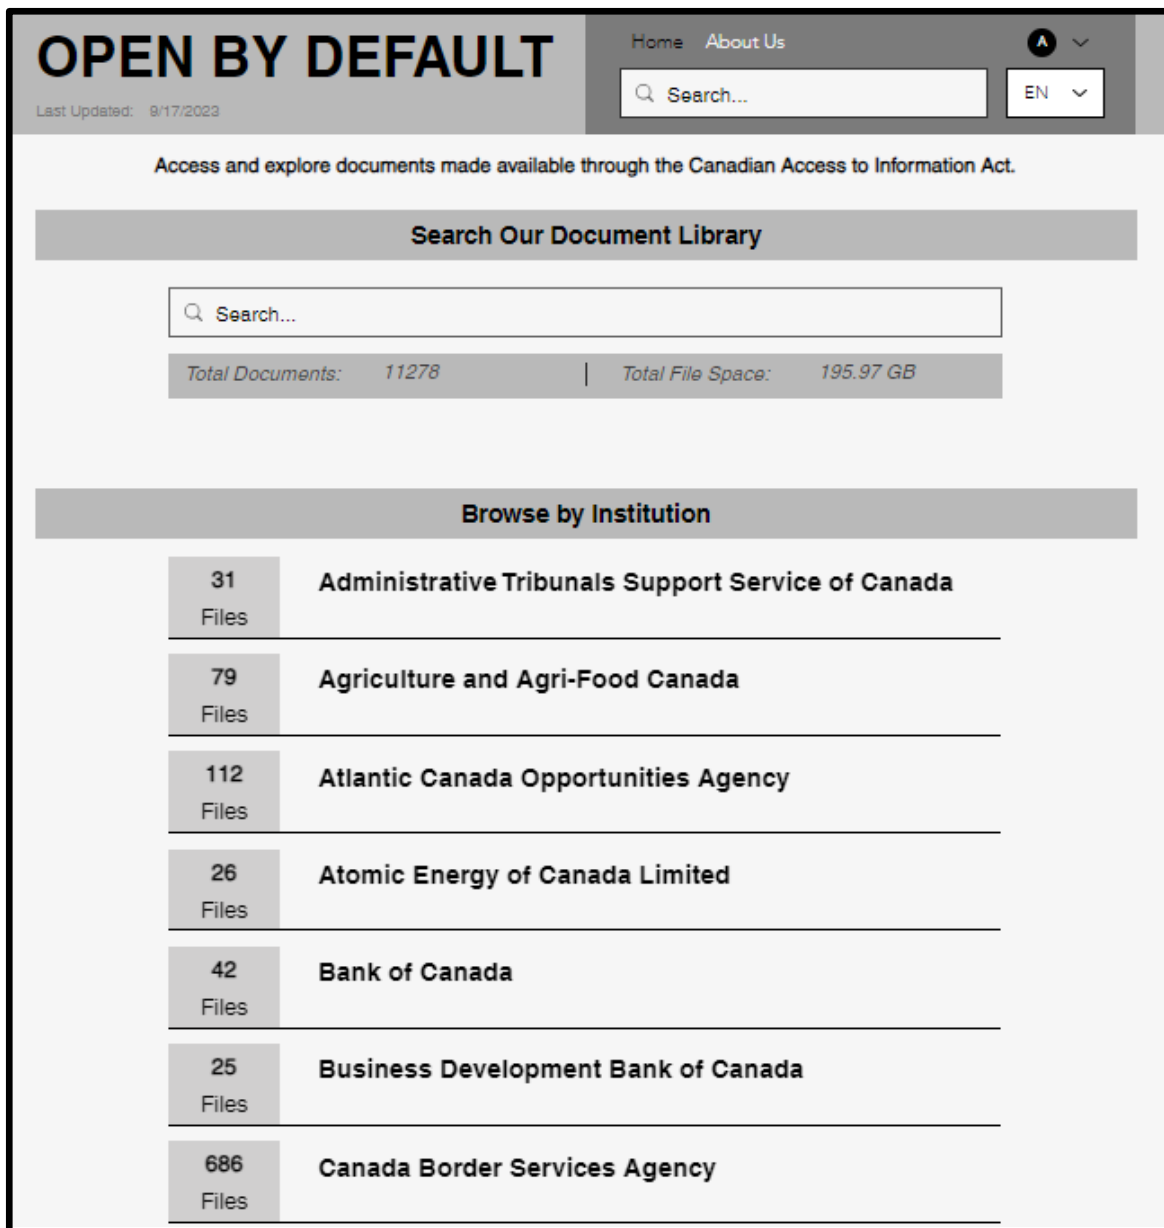 OPEN BY DEFAULT
Last Updated: 9/17/2023
Home About Us
A
Search...
EN
Access and explore documents made available through the Canadian Access to Information Act.
Search Our Document Library
Search...
Total Documents: 11278 | Total File Space: 195.97 GB
Browse by Institution
31 Files
Administrative Tribunals Support Service of Canada
79 Files
Agriculture and Agri-Food Canada
112 Files
Atlantic Canada Opportunities Agency
26 Files
Atomic Energy of Canada Limited
42 Files
Bank of Canada
25 Files
Business Development Bank of Canada
686 Files
Canada Border Services Agency